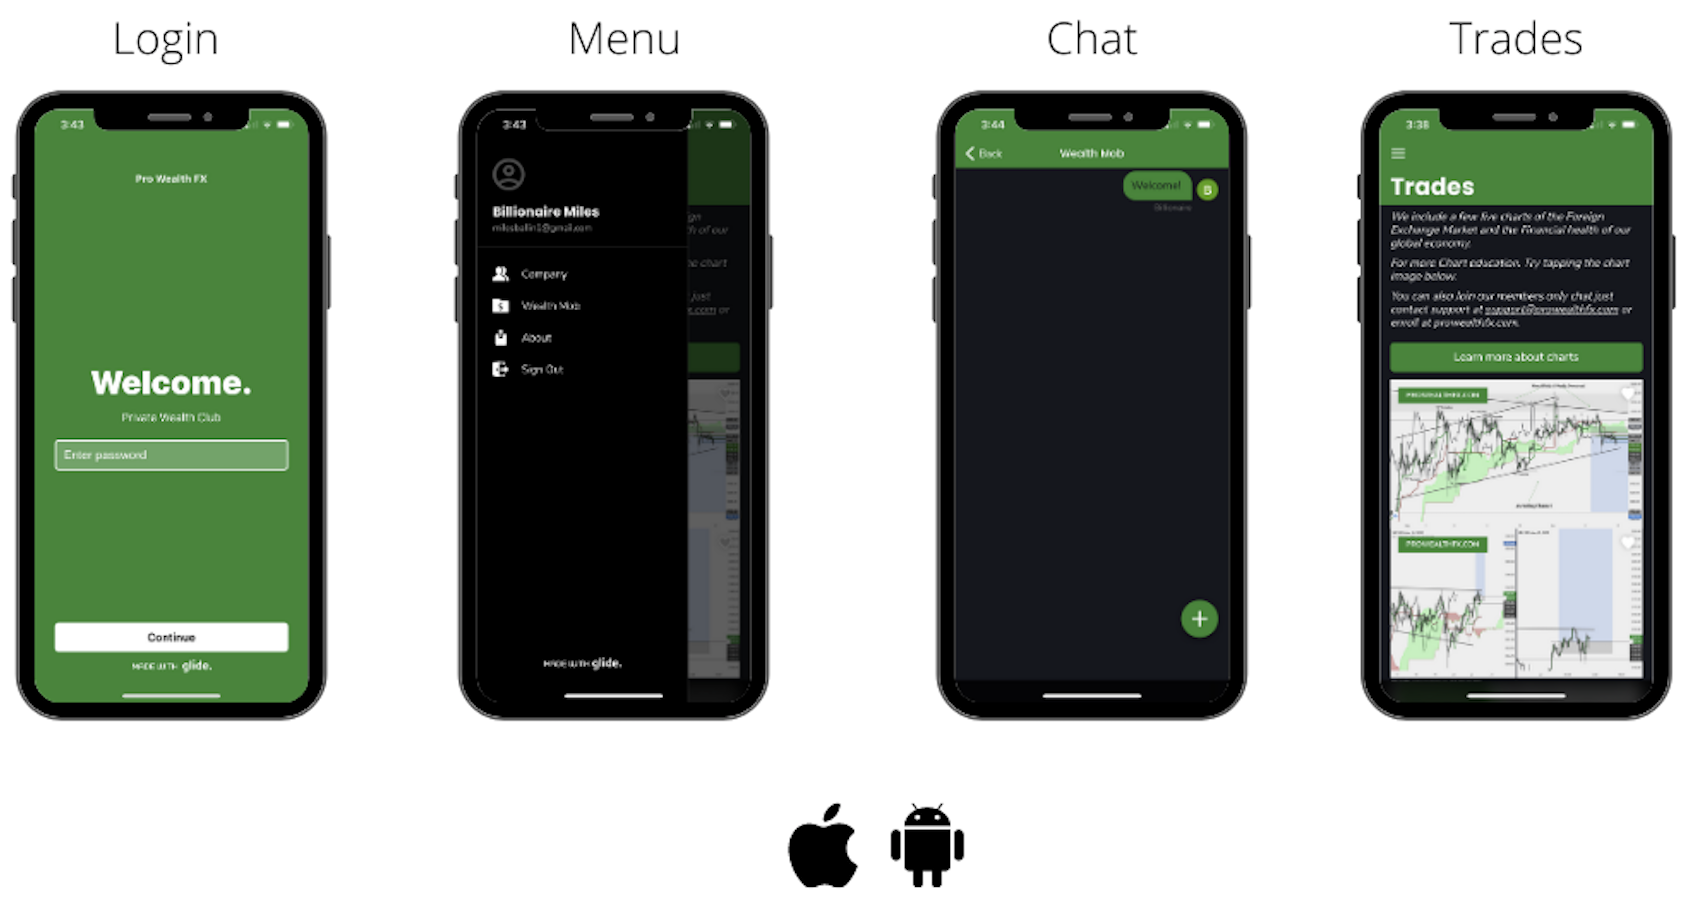 Login
Menu
Chat
Trades
3:43
Pro Wealth FX
Welcome.
Private Wealth Club
Enter password
Continue
MADE WITH glide.
3:43
Billionaire Miles
milesballin1@gmail.com
Company
Wealth Mob
About
Sign Out
MADE WITH glide.
3:44
Back
Wealth Mob
Welcome!
B
Billionaire
3:38
Trades
We include a few live charts of the Foreign
Exchange Market and the Financial health of our
global economy.
For more Chart education. Try tapping the chart
image below.
You can also join our members only chat just
contact support at support@prowealthfx.com or
enroll at prowealthfx.com.
Learn more about charts
PROWEALTHFX.COM
PROWEALTHFX.COM